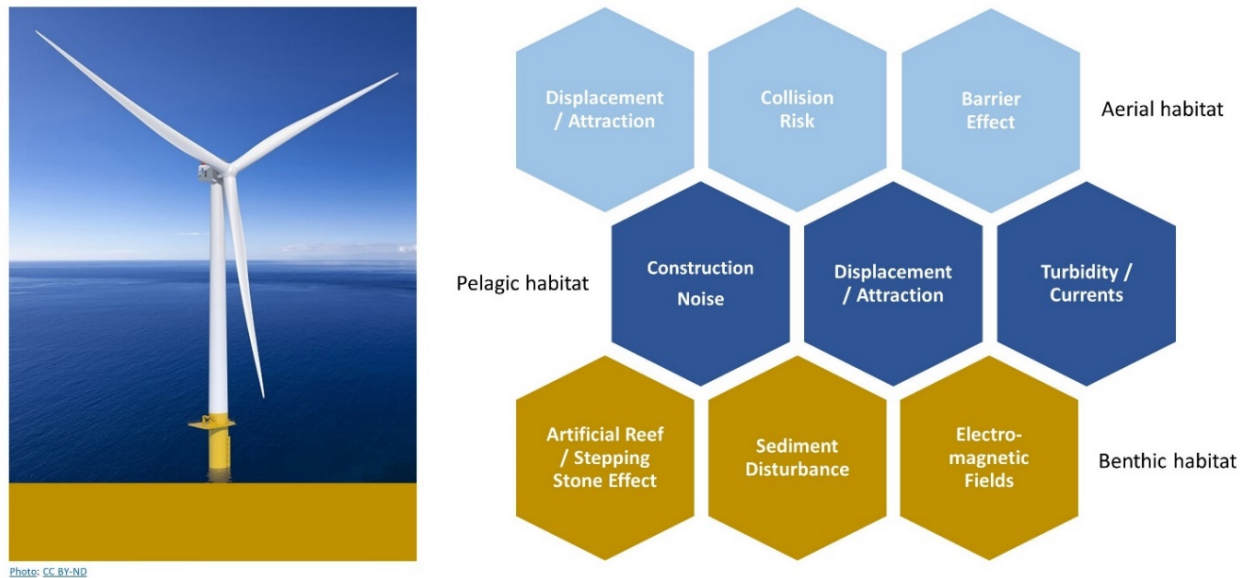 Displacement
/ Attraction
Collision
Risk
Barrier
Effect
Aerial habitat
Pelagic habitat
Construction
Noise
Displacement
/ Attraction
Turbidity /
Currents
Artificial Reef
/ Stepping
Stone Effect
Sediment
Disturbance
Electro-
magnetic
Fields
Benthic habitat
Photo: CC BY-ND